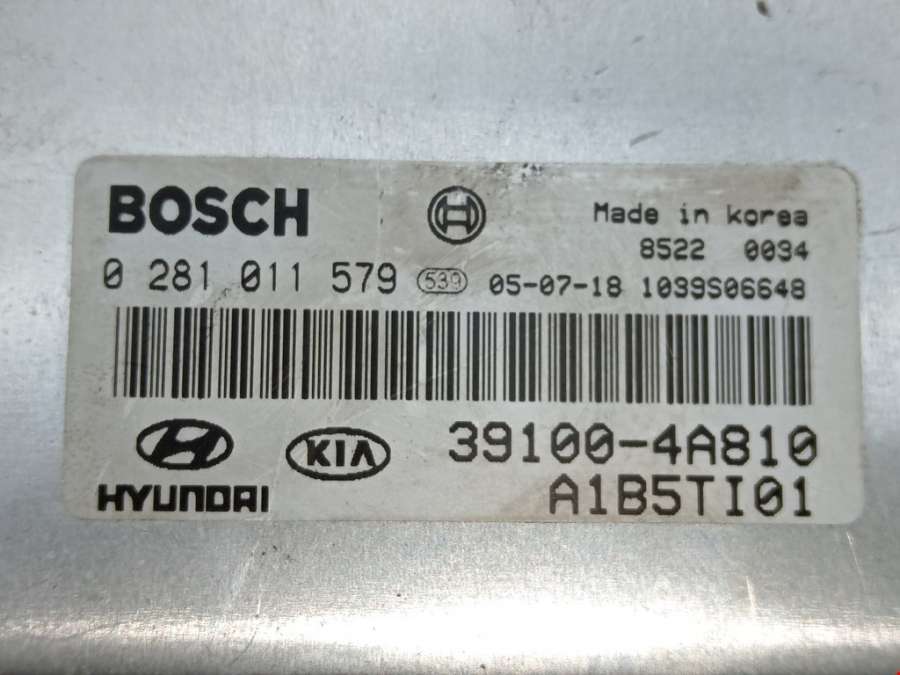 BOSCH
Made in korea
8522 0034
0 281 011 579 539 05-07-18 1039S06648
KIA 39100-4A810
HYUNDAI A1B5TI01